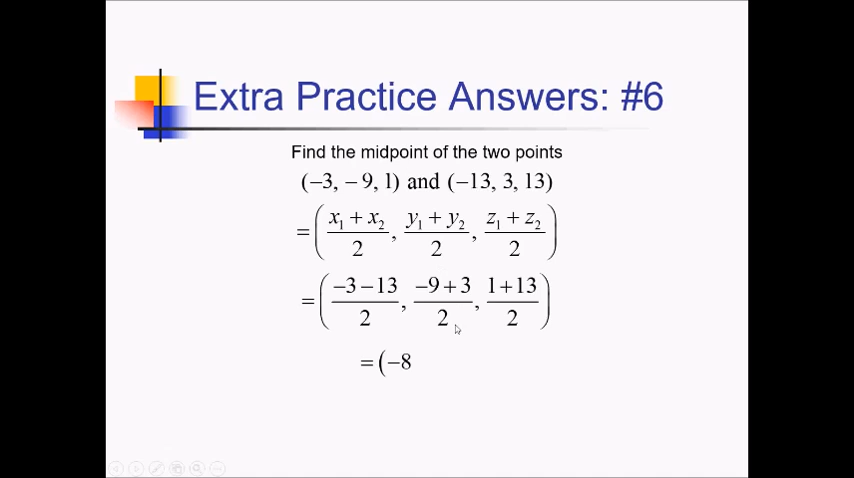 Extra Practice Answers: #6
Find the midpoint of the two points
(−3, −9, 1) and (−13, 3, 13)
= ( x₁ + x₂ / 2 , y₁ + y₂ / 2 , z₁ + z₂ / 2 )
= ( −3 − 13 / 2 , −9 + 3 / 2 , 1 + 13 / 2 )
= (−8